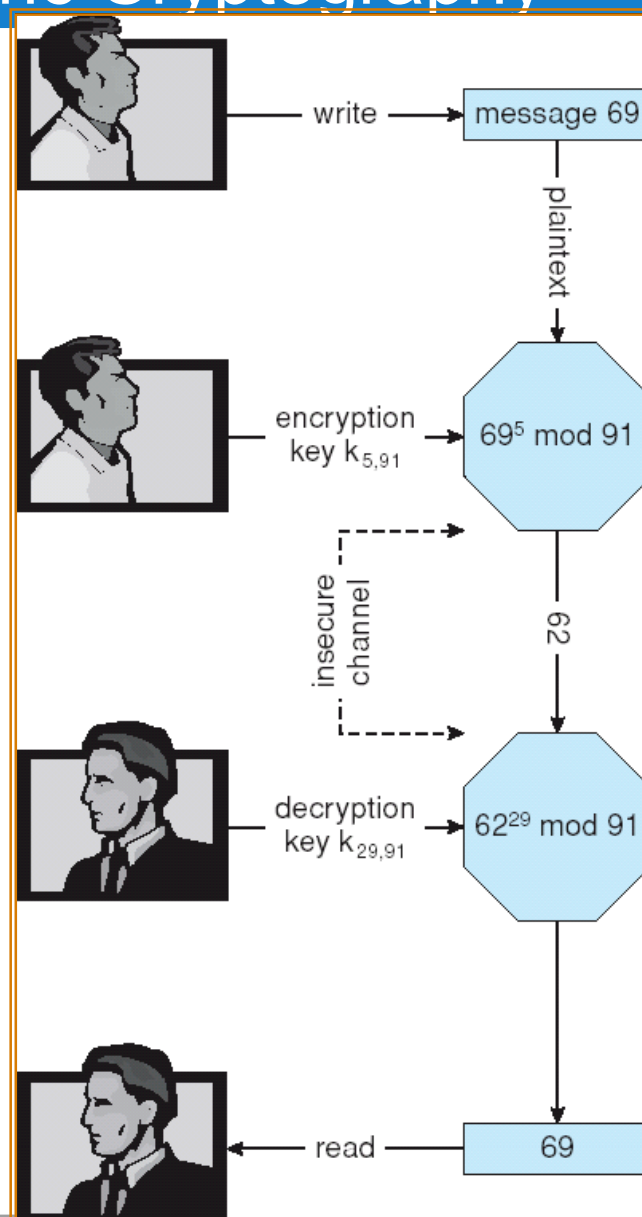 Cryptography
write
message 69
plaintext
encryption
key k5,91
69⁵ mod 91
insecure
channel
62
decryption
key k29,91
62²⁹ mod 91
read
69